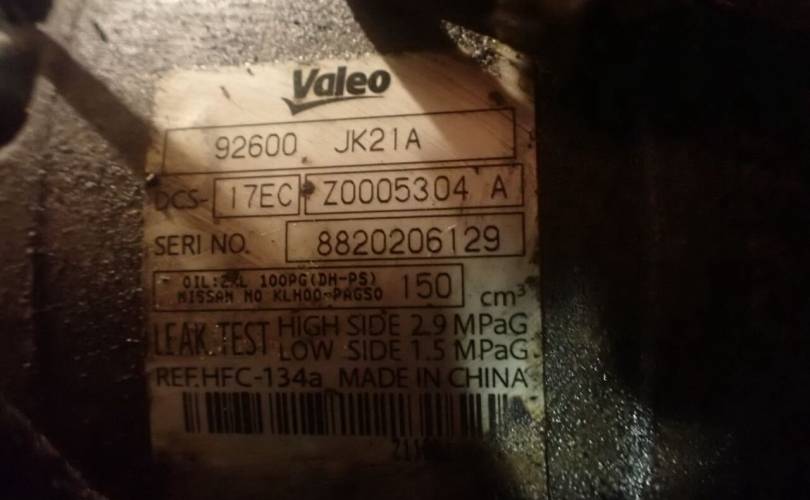 Valeo
92600 JK21A
DCS- 17EC Z0005304 A
SERI NO. 8820206129
OIL:ZXL 100PG(DH-PS)
NISSAN NO KLH00-PAGS0 150 cm³
LEAK TEST HIGH SIDE 2.9 MPaG
LOW SIDE 1.5 MPaG
REF.HFC-134a MADE IN CHINA